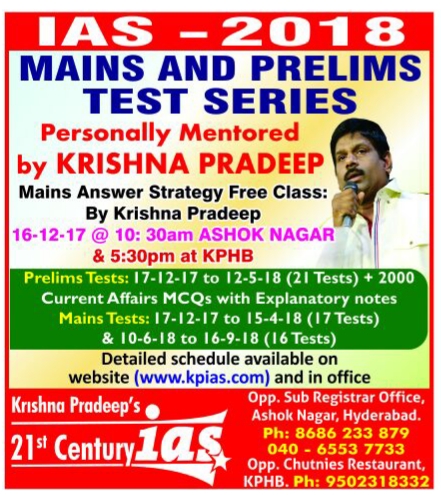 IAS - 2018
MAINS AND PRELIMS
TEST SERIES
Personally Mentored
by KRISHNA PRADEEP
Mains Answer Strategy Free Class:
By Krishna Pradeep
16-12-17 @ 10: 30am ASHOK NAGAR
& 5:30pm at KPHB
Prelims Tests: 17-12-17 to 12-5-18 (21 Tests) + 2000
Current Affairs MCQs with Explanatory notes
Mains Tests: 17-12-17 to 15-4-18 (17 Tests)
& 10-6-18 to 16-9-18 (16 Tests)
Detailed schedule available on
website (www.kpias.com) and in office
Krishna Pradeep's
21st Century ias
Opp. Sub Registrar Office,
Ashok Nagar, Hyderabad.
Ph: 8686 233 879
040 - 6553 7733
Opp. Chutnies Restaurant,
KPHB. Ph: 9502318332